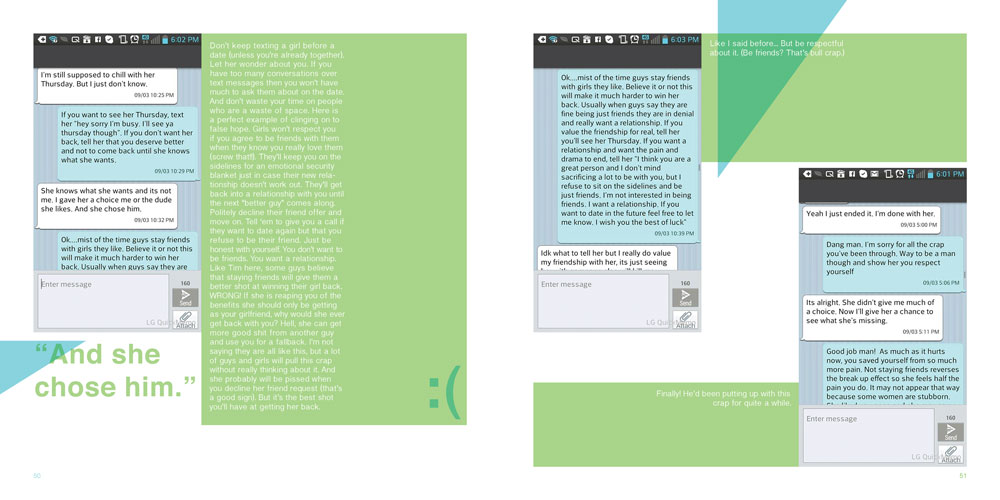 6:02 PM
I'm still supposed to chill with her
Thursday. But I just don't know.
09/03 10:25 PM
If you want to see her Thursday, text
her "hey sorry I'm busy. I'll see ya
thursday though". If you don't want her
back, tell her that you deserve better
and not to come back until she knows
what she wants.
09/03 10:29 PM
She knows what she wants and its not
me. I gave her a choice me or the dude
she likes. And she chose him.
09/03 10:32 PM
Ok....mist of the time guys stay friends
with girls they like. Believe it or not this
will make it much harder to win her
back. Usually when guys say they are
Enter message
160
Send
Attach
“And she
chose him.”
Don't keep texting a girl before a
date (unless you're already together).
Let her wonder about you. If you
have too many conversations over
text messages then you won't have
much to ask them about on the date.
And don't waste your time on people
who are a waste of space. Here is
a perfect example of clinging on to
false hope. Girls won't respect you
if you agree to be friends with them
when they know you really love them
(screw that!). They'll keep you on the
sidelines for an emotional security
blanket just in case their new rela-
tionship doesn't work out. They'll get
back into a relationship with you until
the next "better guy" comes along.
Politely decline their friend offer and
move on. Tell 'em to give you a call if
they want to date again but that you
refuse to be their friend. Just be
honest with yourself. You don't want to
be friends. You want a relationship.
Like Tim here, some guys believe
that staying friends will give them a
better shot at winning their girl back.
WRONG! If she is reaping you of the
benefits she should only be getting
as your girlfriend, why would she ever
get back with you? Hell, she can get
more good shit from another guy
and use you for a fallback. I'm not
saying they are all like this, but a lot
of guys and girls will pull this crap
without really thinking about it. And
she probably will be pissed when
you decline her friend request (that's
a good sign). But it's the best shot
you'll have at getting her back.
:(
50
6:03 PM
Ok....mist of the time guys stay friends
with girls they like. Believe it or not this
will make it much harder to win her
back. Usually when guys say they are
fine being just friends they are in denial
and really want a relationship. If you
value the friendship for real, tell her
you'll see her Thursday. If you want a
relationship and want the pain and
drama to end, tell her "I think you are a
great person and I don't mind
sacrificing a lot to be with you, but I
refuse to sit on the sidelines and be
just friends. I'm not interested in being
friends. I want a relationship. If you
want to date in the future feel free to let
me know. I wish you the best of luck"
09/03 10:39 PM
Idk what to tell her but I really do value
my friendship with her, its just seeing
Enter message
160
Send
Attach
Like I said before... But be respectful
about it. (Be friends? That's bull crap.)
6:01 PM
Yeah I just ended it, I'm done with her.
09/03 5:00 PM
Dang man. I'm sorry for all the crap
you've been through. Way to be a man
though and show her you respect
yourself
09/03 5:06 PM
Its alright. She didn't give me much of
a choice. Now I'll give her a chance to
see what she's missing.
09/03 5:11 PM
Good job man! As much as it hurts
now, you saved yourself from so much
more pain. Not staying friends reverses
the break up effect so she feels half the
pain you do. It may not appear that way
because some women are stubborn.
Enter message
160
Send
Attach
Finally! He'd been putting up with this
crap for quite a while.
51